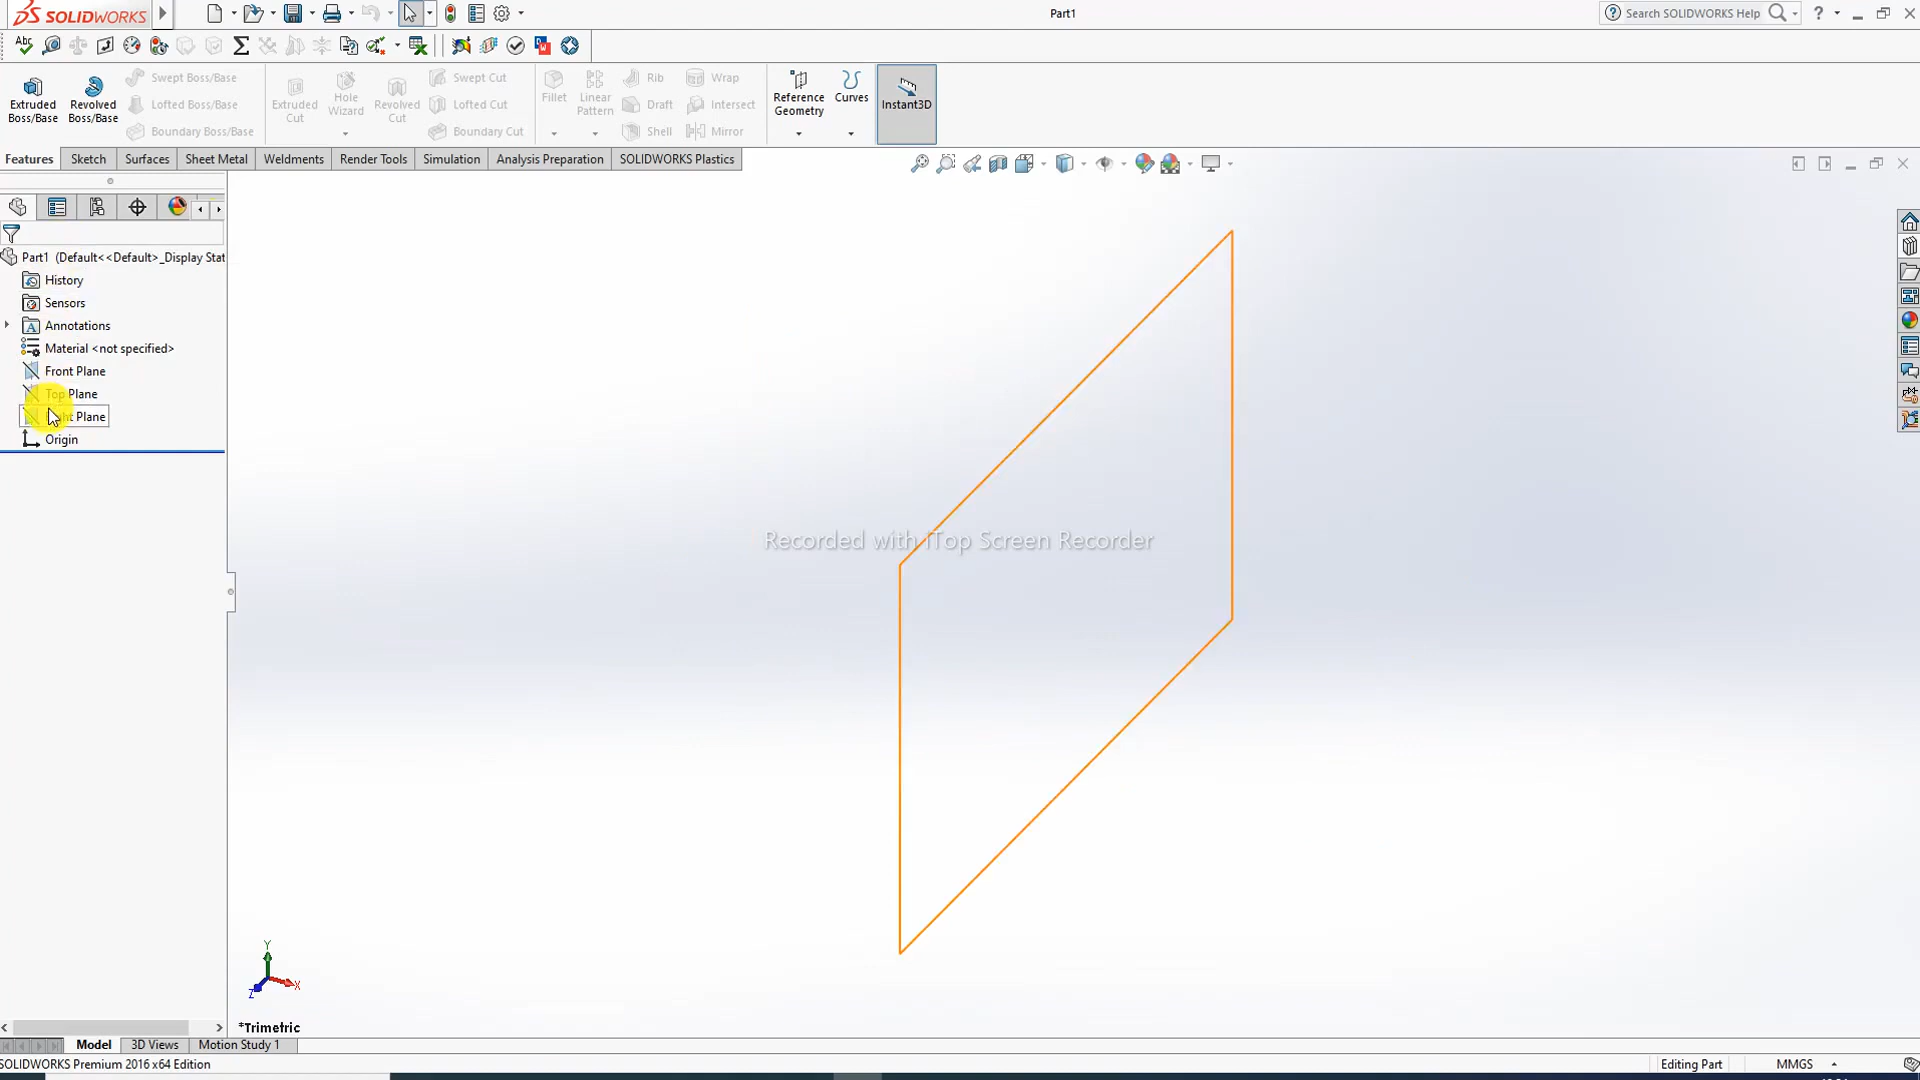 SOLIDWORKS
Part1
Search SOLIDWORKS Help
Extruded Boss/Base
Revolved Boss/Base
Swept Boss/Base
Lofted Boss/Base
Boundary Boss/Base
Extruded Cut
Hole Wizard
Revolved Cut
Swept Cut
Lofted Cut
Boundary Cut
Fillet
Linear Pattern
Rib
Draft
Shell
Wrap
Intersect
Mirror
Reference Geometry
Curves
Instant3D
Features
Sketch
Surfaces
Sheet Metal
Weldments
Render Tools
Simulation
Analysis Preparation
SOLIDWORKS Plastics
Part1 (Default<<Default>_Display Stat
History
Sensors
Annotations
Material <not specified>
Front Plane
Top Plane
Plane
Origin
Recorded with iTop Screen Recorder
Y
X
Z
*Trimetric
Model
3D Views
Motion Study 1
SOLIDWORKS Premium 2016 x64 Edition
Editing Part
MMGS